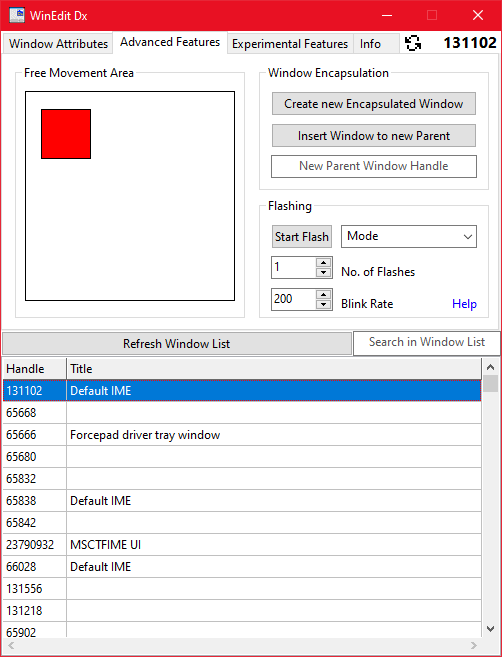 WinEdit Dx
Window Attributes Advanced Features Experimental Features Info 131102
Free Movement Area
Window Encapsulation
Create new Encapsulated Window
Insert Window to new Parent
New Parent Window Handle
Flashing
Start Flash Mode
1 No. of Flashes
200 Blink Rate Help
Refresh Window List Search in Window List
Handle Title
131102 Default IME
65668
65666 Forcepad driver tray window
65680
65832
65838 Default IME
65842
23790932 MSCTFIME UI
66028 Default IME
131556
131218
65902